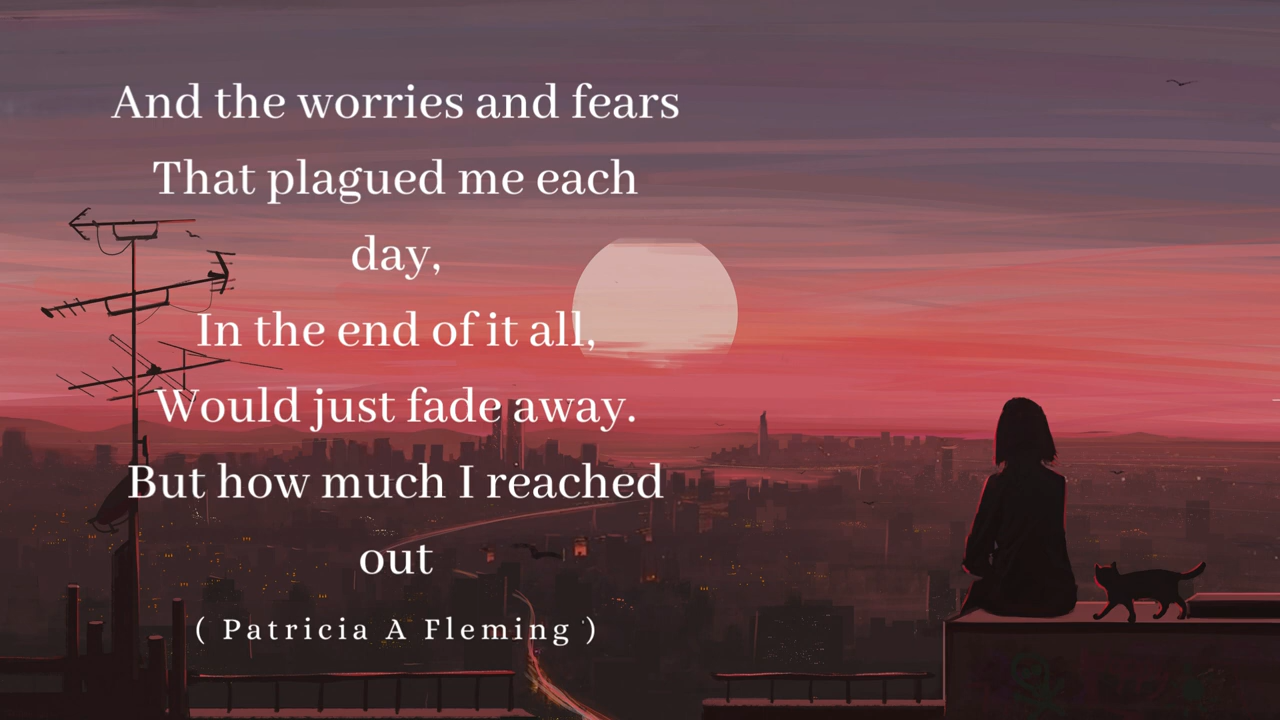 And the worries and fears
That plagued me each
day,
In the end of it all,
Would just fade away.
But how much I reached
out
( Patricia A Fleming )